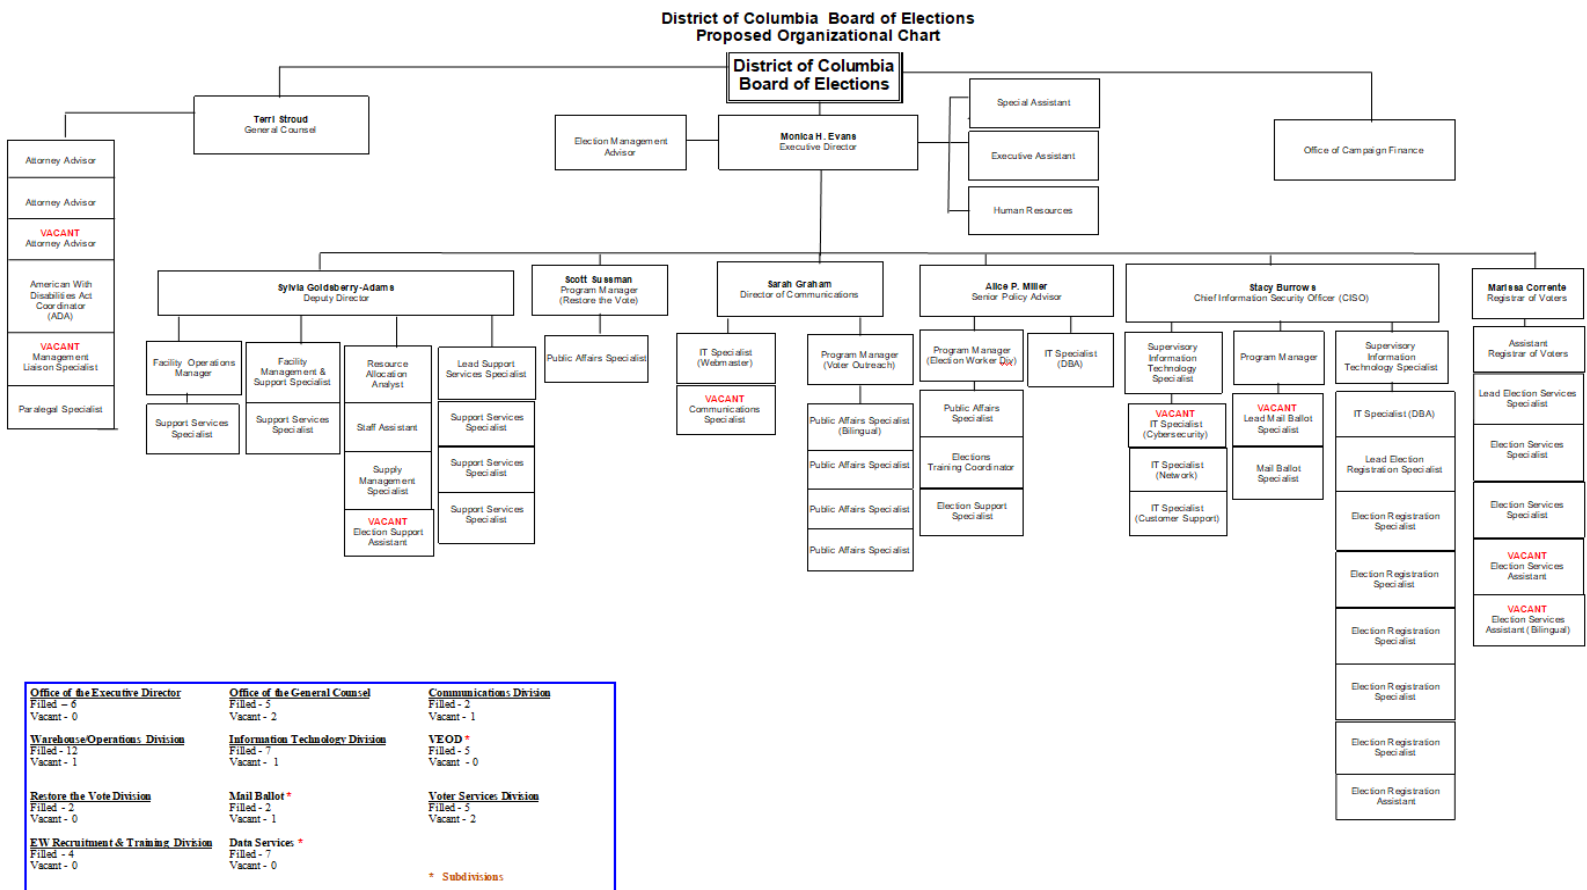 District of Columbia  Board of Elections
Proposed Organizational Chart
District of Columbia
Board of Elections
Terri Stroud
General Counsel
Election Management
Advisor
Monica H. Evans
Executive Director
Special Assistant
Executive Assistant
Human Resources
Office of Campaign Finance
Attorney Advisor
Attorney Advisor
VACANT
Attorney Advisor
American With
Disabilities Act
Coordinator
(ADA)
VACANT
Management
Liaison Specialist
Paralegal Specialist
Sylvia Goldsberry-Adams
Deputy Director
Facility Operations
Manager
Support Services
Specialist
Facility
Management &
Support Specialist
Support Services
Specialist
Resource
Allocation
Analyst
Staff Assistant
Supply
Management
Specialist
VACANT
Election Support
Assistant
Lead Support
Services Specialist
Support Services
Specialist
Support Services
Specialist
Support Services
Specialist
Scott Sussman
Program Manager
(Restore the Vote)
Public Affairs Specialist
Sarah Graham
Director of Communications
IT Specialist
(Webmaster)
VACANT
Communications
Specialist
Program Manager
(Voter Outreach)
Public Affairs Specialist
(Bilingual)
Public Affairs Specialist
Public Affairs Specialist
Public Affairs Specialist
Alice P. Miller
Senior Policy Advisor
Program Manager
(Election Worker Div)
Public Affairs
Specialist
Elections
Training Coordinator
Election Support
Specialist
IT Specialist
(DBA)
Stacy Burrows
Chief Information Security Officer (CISO)
Supervisory
Information
Technology
Specialist
VACANT
IT Specialist
(Cybersecurity)
IT Specialist
(Network)
IT Specialist
(Customer Support)
Program Manager
VACANT
Lead Mail Ballot
Specialist
Mail Ballot
Specialist
Supervisory
Information
Technology Specialist
IT Specialist (DBA)
Lead Election
Registration Specialist
Election Registration
Specialist
Election Registration
Specialist
Election Registration
Specialist
Election Registration
Specialist
Election Registration
Specialist
Election Registration
Assistant
Marissa Corrente
Registrar of Voters
Assistant
Registrar of Voters
Lead Election Services
Specialist
Election Services
Specialist
Election Services
Specialist
VACANT
Election Services
Assistant
VACANT
Election Services
Assistant (Bilingual)
Office of the Executive Director
Filled – 6
Vacant - 0
Office of the General Counsel
Filled - 5
Vacant - 2
Communications Division
Filled - 2
Vacant - 1
Warehouse/Operations Division
Filled - 12
Vacant - 1
Information Technology Division
Filled - 7
Vacant - 1
VEOD *
Filled - 5
Vacant - 0
Restore the Vote Division
Filled - 2
Vacant - 0
Mail Ballot *
Filled - 2
Vacant - 1
Voter Services Division
Filled - 5
Vacant - 2
EW Recruitment & Training Division
Filled - 4
Vacant - 0
Data Services *
Filled - 7
Vacant - 0
* Subdivisions